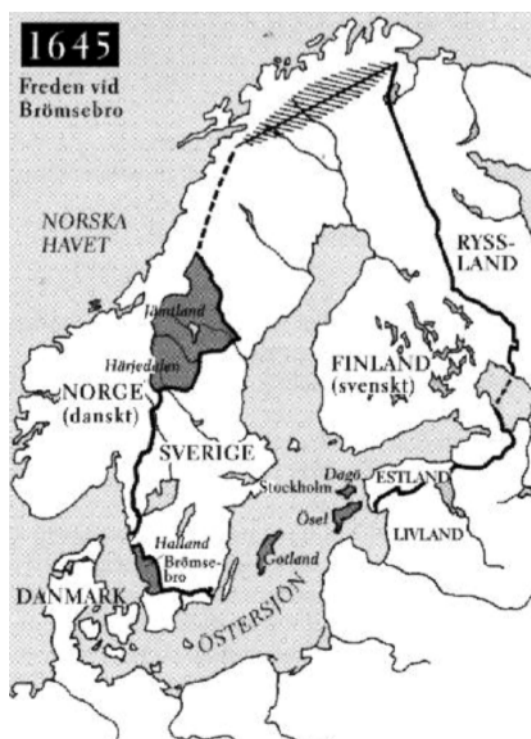 1645
Freden vid
Brömsebro
NORSKA
HAVET
RYSS-
LAND
Jämtland
Härjedalen
NORGE
(danskt)
FINLAND
(svenskt)
SVERIGE
Dagö
Stockholm
ESTLAND
Ösel
LIVLAND
Halland
Brömse-
bro
Gotland
DANMARK
ÖSTERSJÖN